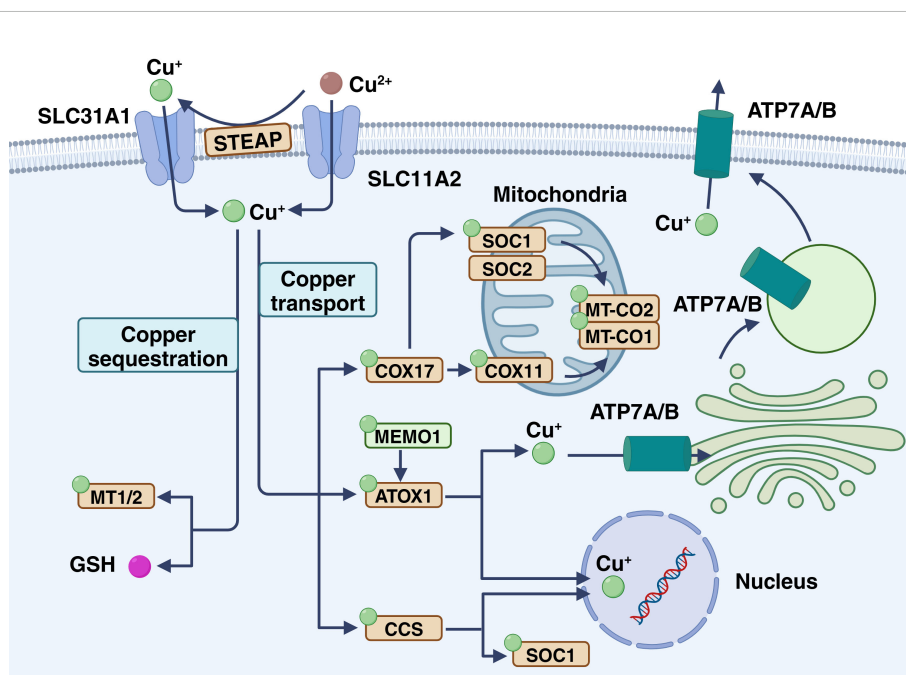 Cu⁺
Cu²⁺
ATP7A/B
SLC31A1
STEAP
SLC11A2
Mitochondria
Cu⁺
Cu⁺
SOC1
SOC2
Copper
transport
MT-CO2
MT-CO1
ATP7A/B
Copper
sequestration
COX17
COX11
ATP7A/B
MEMO1
Cu⁺
MT1/2
ATOX1
GSH
Cu⁺
Nucleus
CCS
SOC1